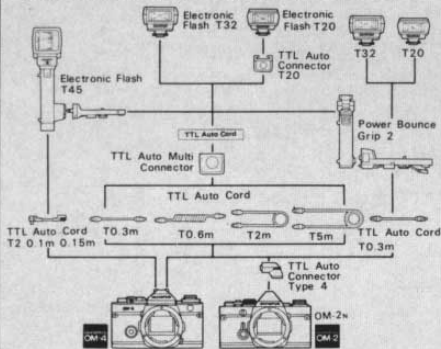 Electronic
Flash T32
Electronic
Flash T20
TTL Auto
Connector
T20
T32
T20
Electronic Flash
T45
Power Bounce
Grip 2
TTL Auto Cord
TTL Auto Multi
Connector
TTL Auto Cord
TTL Auto Cord
T2 0.1m 0.15m
T0.3m
T0.6m
T2m
T5m
TTL Auto Cord
T0.3m
TTL Auto
Connector
Type 4
OM-2N
OM-4
OM-2